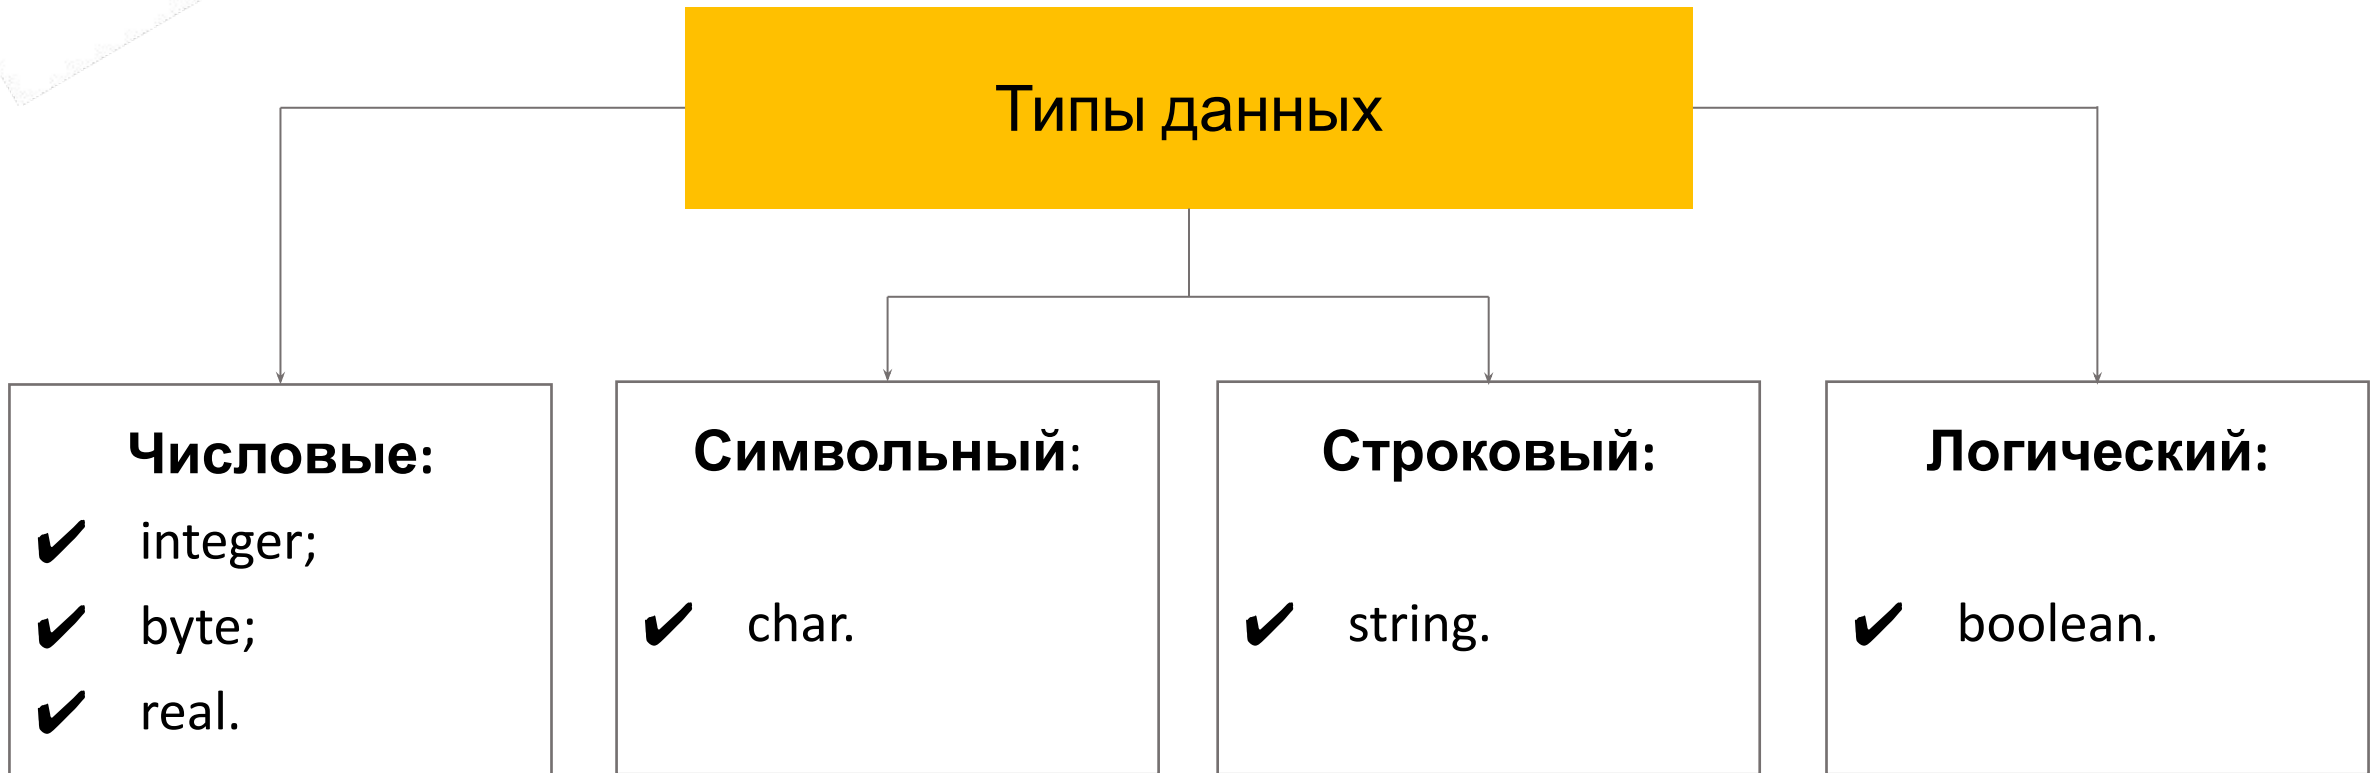 Типы данных
Числовые:
✔ integer;
✔ byte;
✔ real.
Символьный:
✔ char.
Строковый:
✔ string.
Логический:
✔ boolean.